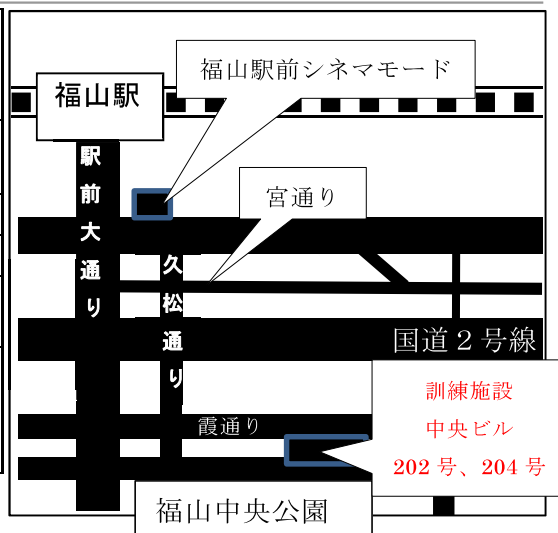 福山駅前シネマモード
福山駅
駅前大通り
宮通り
久松通り
国道２号線
訓練施設
中央ビル
202 号、204 号
霞通り
福山中央公園